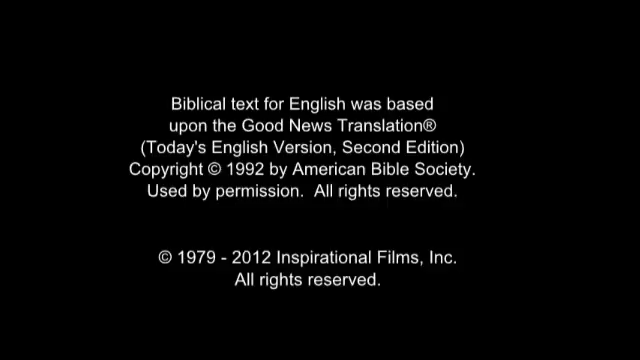 Biblical text for English was based
upon the Good News Translation®
(Today's English Version, Second Edition)
Copyright © 1992 by American Bible Society.
Used by permission.  All rights reserved.
© 1979 - 2012 Inspirational Films, Inc.
All rights reserved.